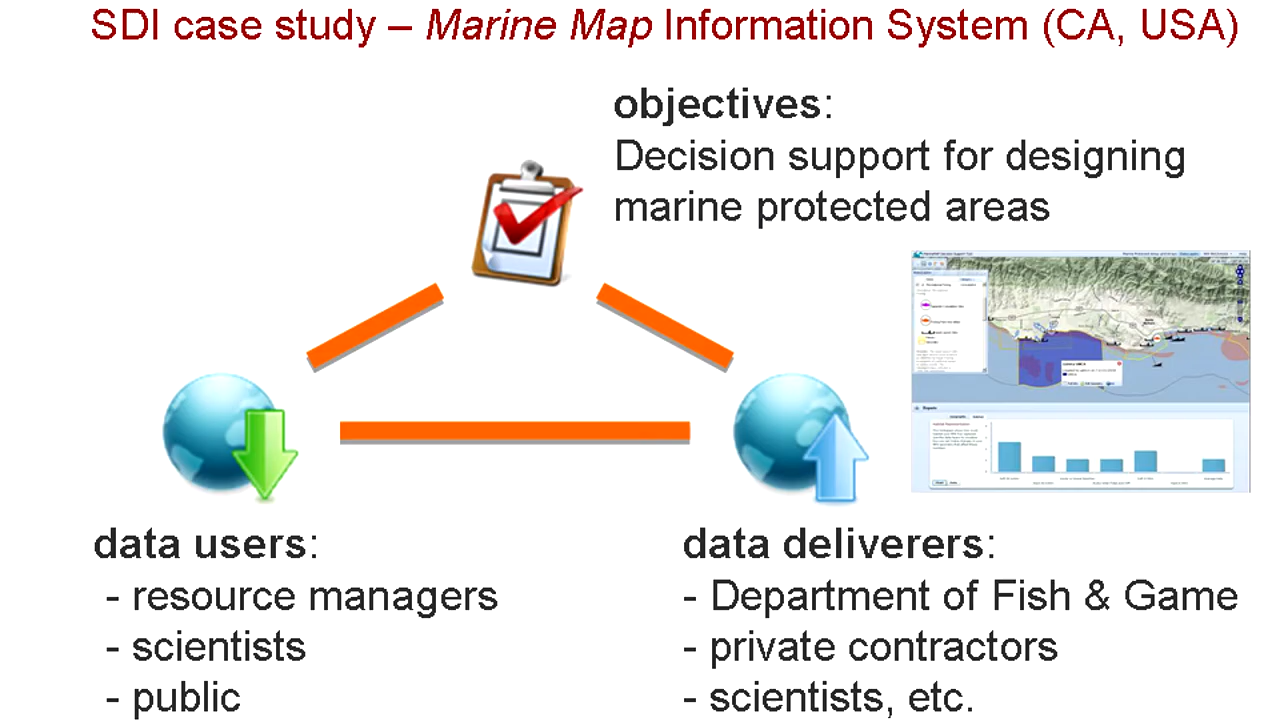 SDI case study – Marine Map Information System (CA, USA)
objectives:
Decision support for designing
marine protected areas
data users:
- resource managers
- scientists
- public
data deliverers:
- Department of Fish & Game
- private contractors
- scientists, etc.